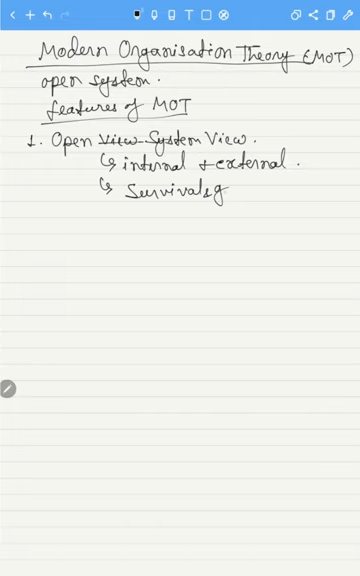 Modern Organisation Theory (MOT)
open system.
features of MOT
1. Open View System View.
↳ internal + external.
↳ Survival & g